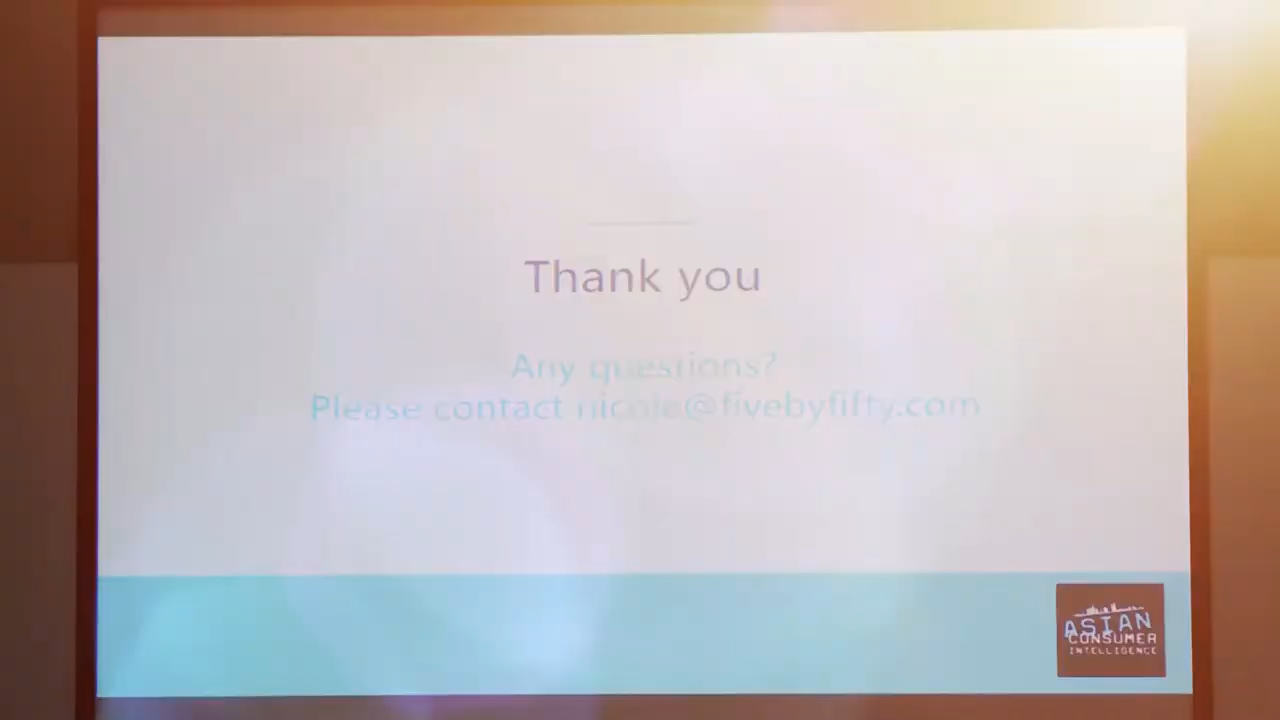 Thank you
Any questions?
Please contact nicole@fivebyfifty.com
ASIAN
CONSUMER
INTELLIGENCE